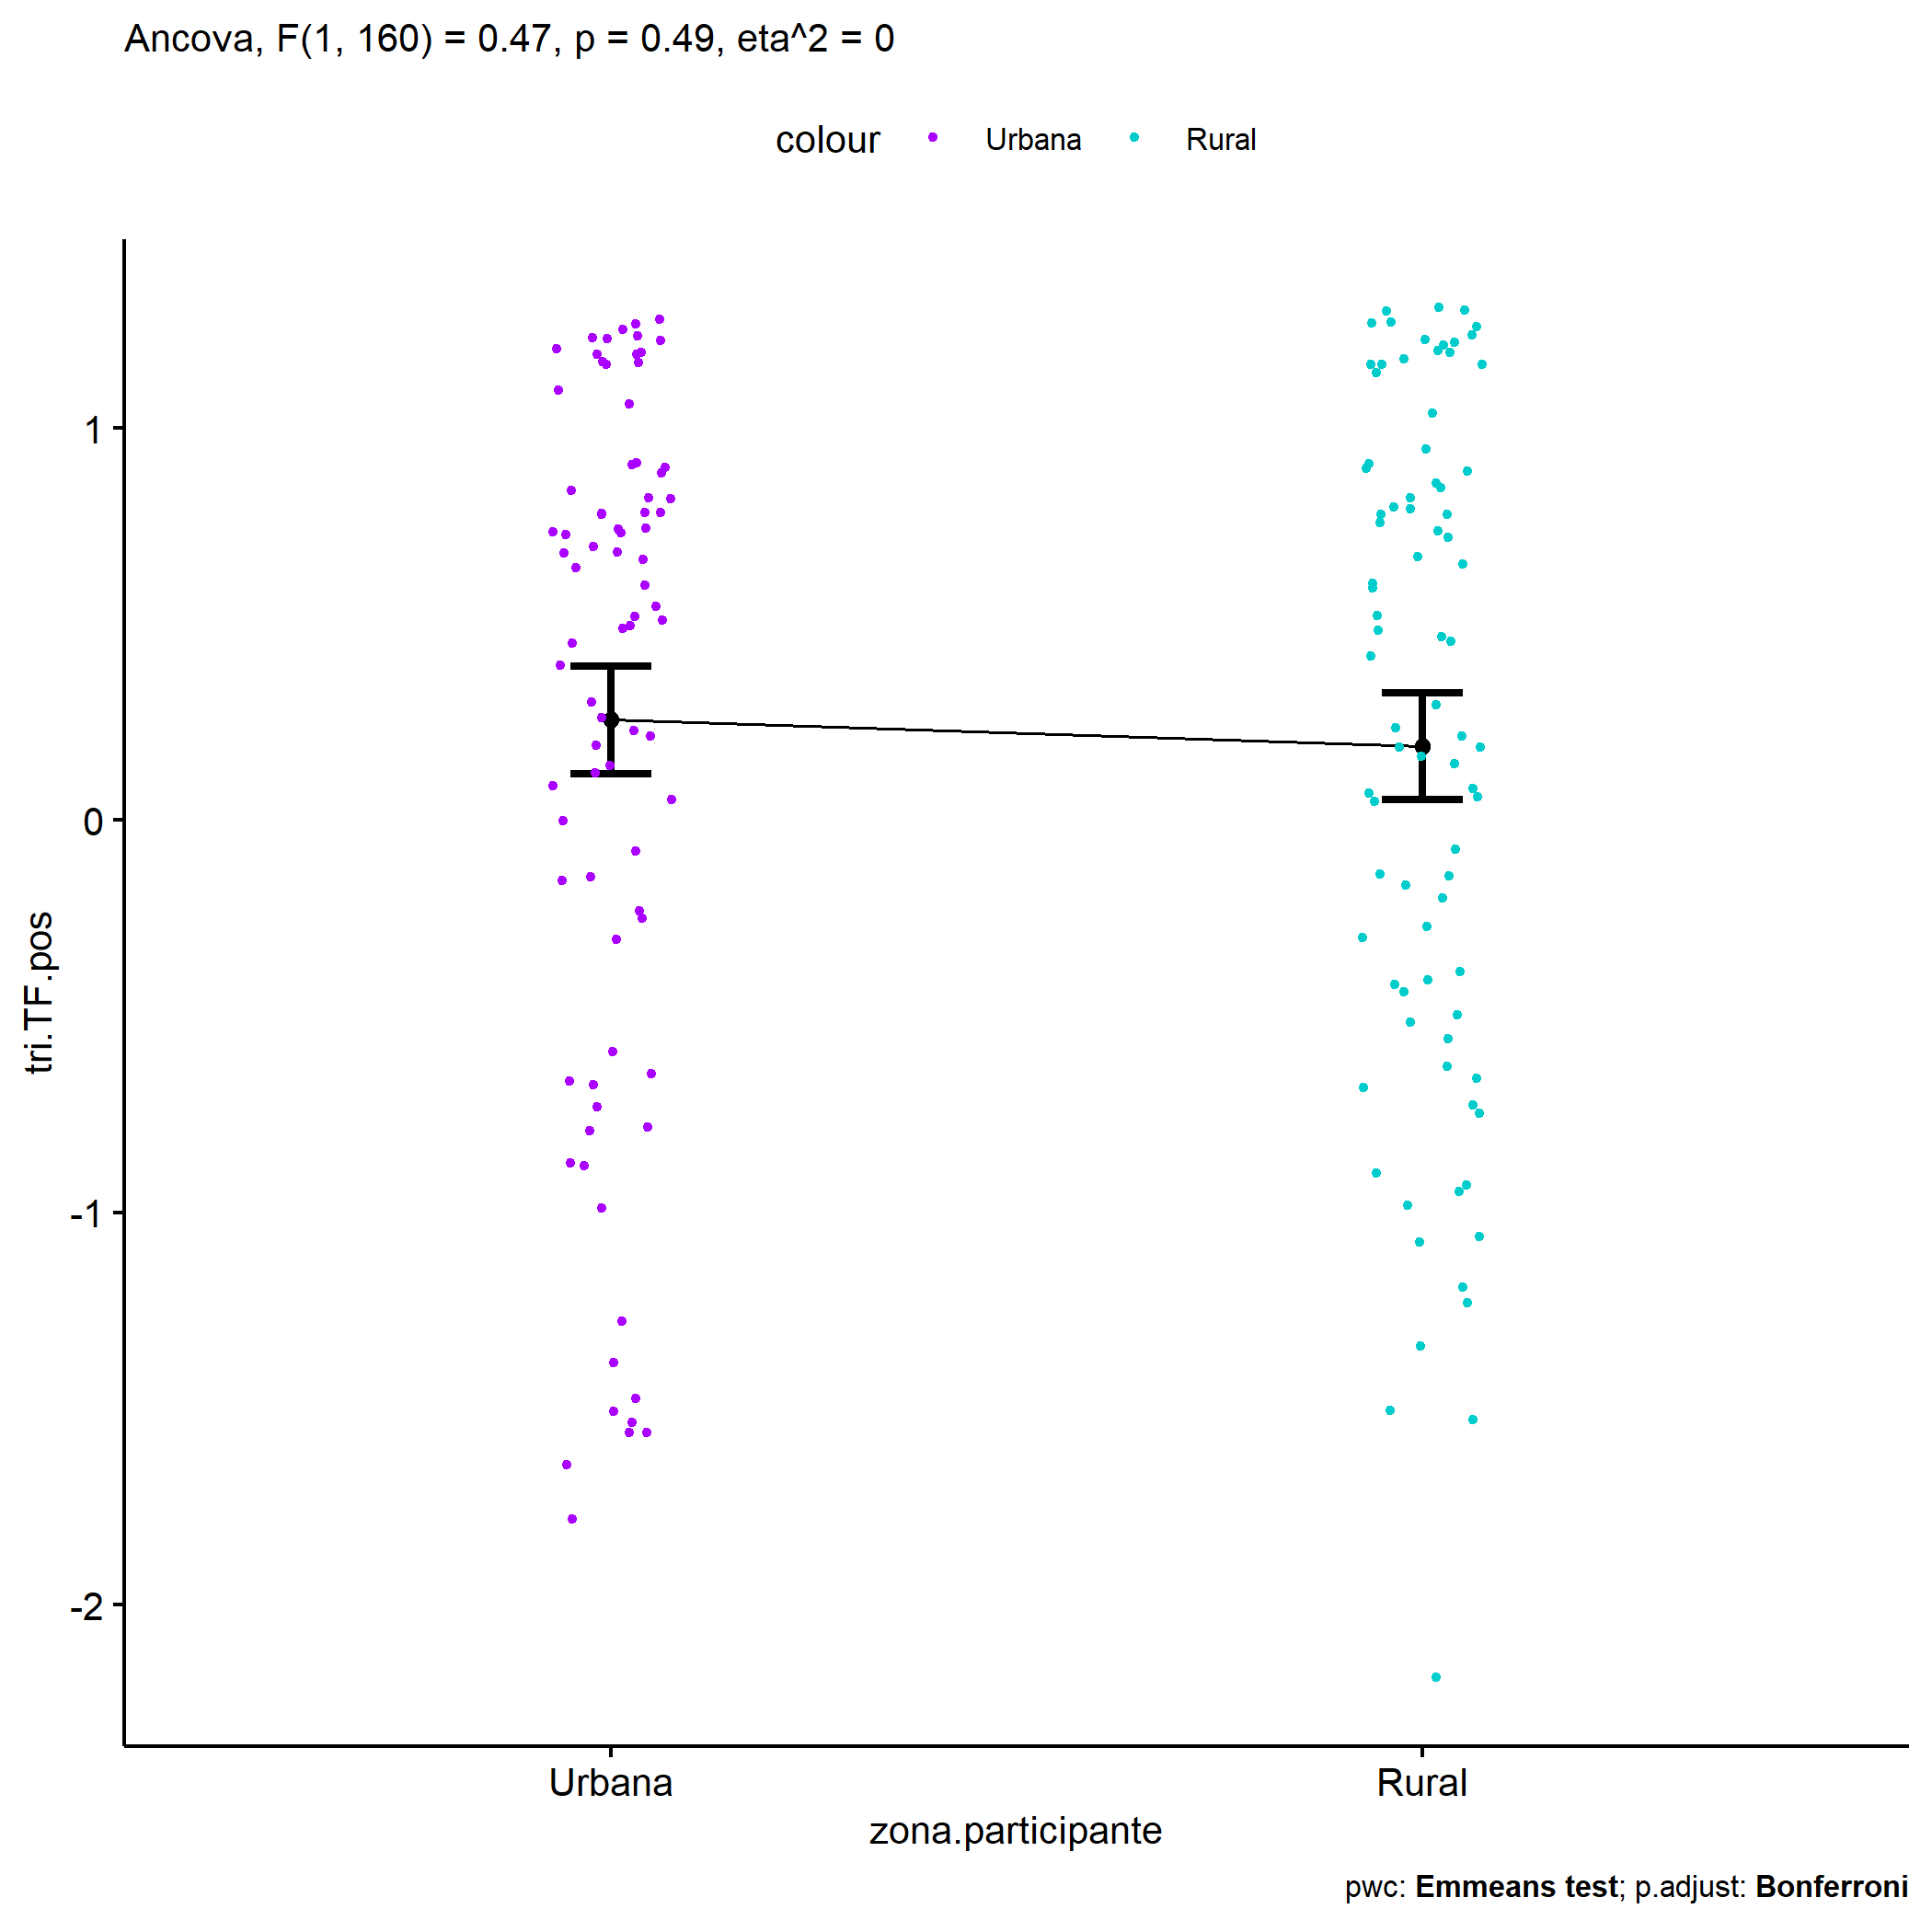 Ancova, F(1, 160) = 0.47, p = 0.49, eta^2 = 0
colour Urbana Rural
1
0
-1
-2
tri.TF.pos
Urbana Rural
zona.participante
pwc: Emmeans test; p.adjust: Bonferroni